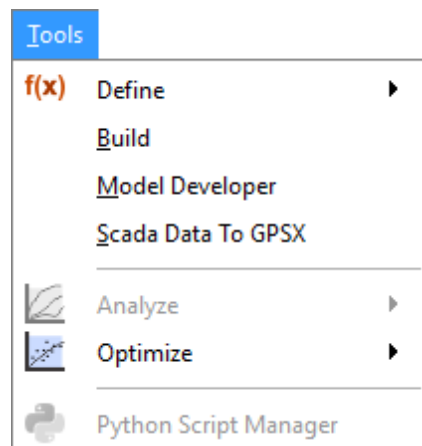 Tools
f(x) Define
Build
Model Developer
Scada Data To GPSX
Analyze
Optimize
Python Script Manager